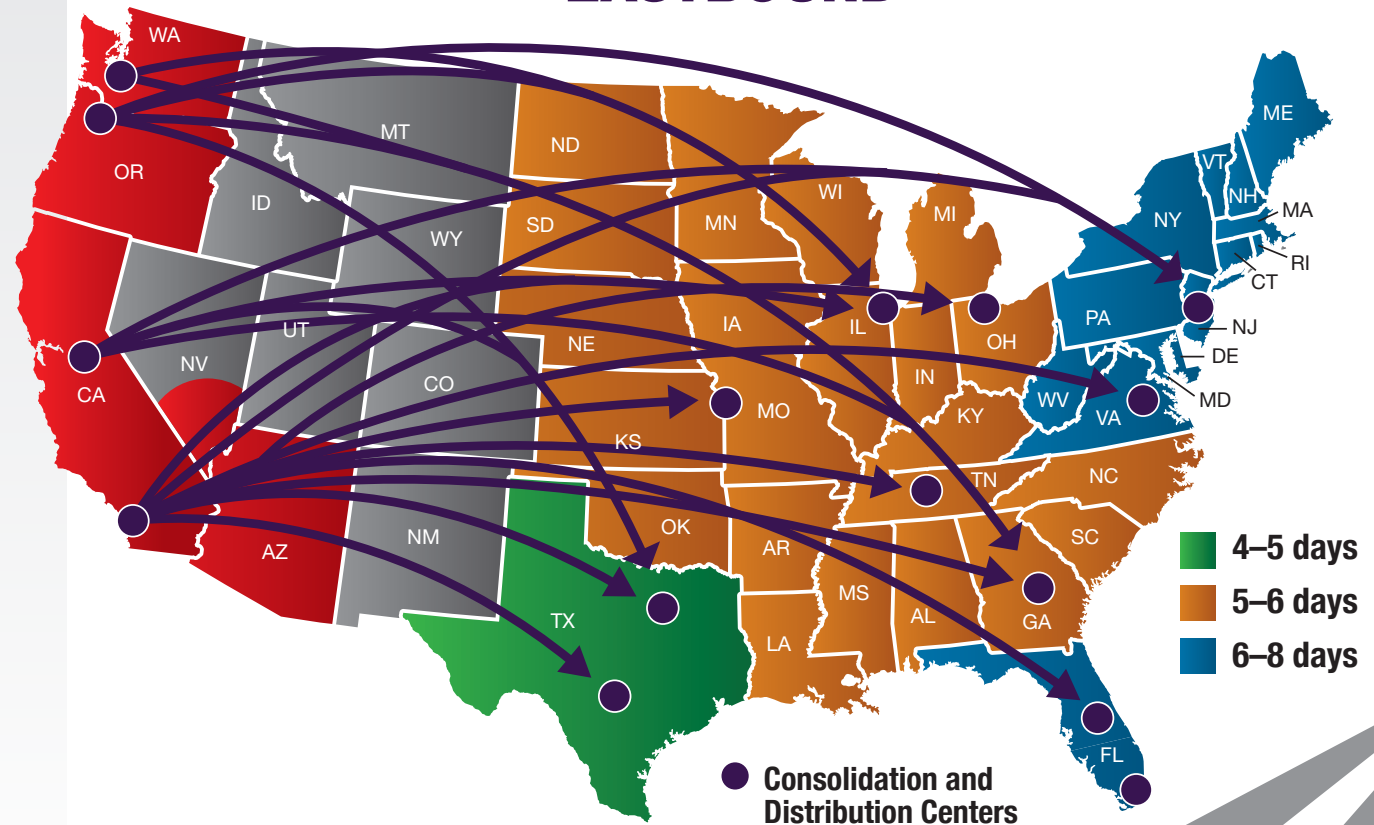 WA
MT
ND
OR
ID
WY
SD
MN
WI
MI
ME
VT
NH
NY
MA
RI
CT
NV
UT
CO
NE
IA
IL
IN
OH
PA
NJ
DE
MD
CA
KS
MO
KY
WV
VA
AZ
NM
OK
AR
TN
NC
SC
TX
LA
MS
AL
GA
FL
4–5 days
5–6 days
6–8 days
Consolidation and
Distribution Centers